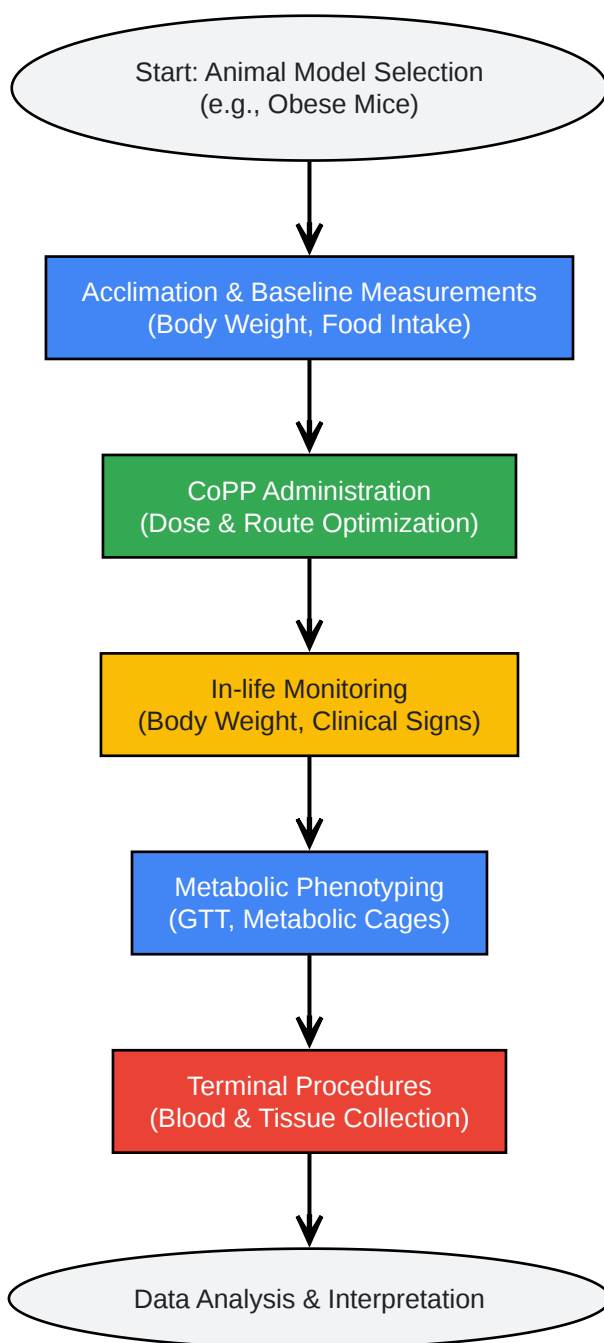 Start: Animal Model Selection
(e.g., Obese Mice)
Acclimation & Baseline Measurements
(Body Weight, Food Intake)
CoPP Administration
(Dose & Route Optimization)
In-life Monitoring
(Body Weight, Clinical Signs)
Metabolic Phenotyping
(GTT, Metabolic Cages)
Terminal Procedures
(Blood & Tissue Collection)
Data Analysis & Interpretation